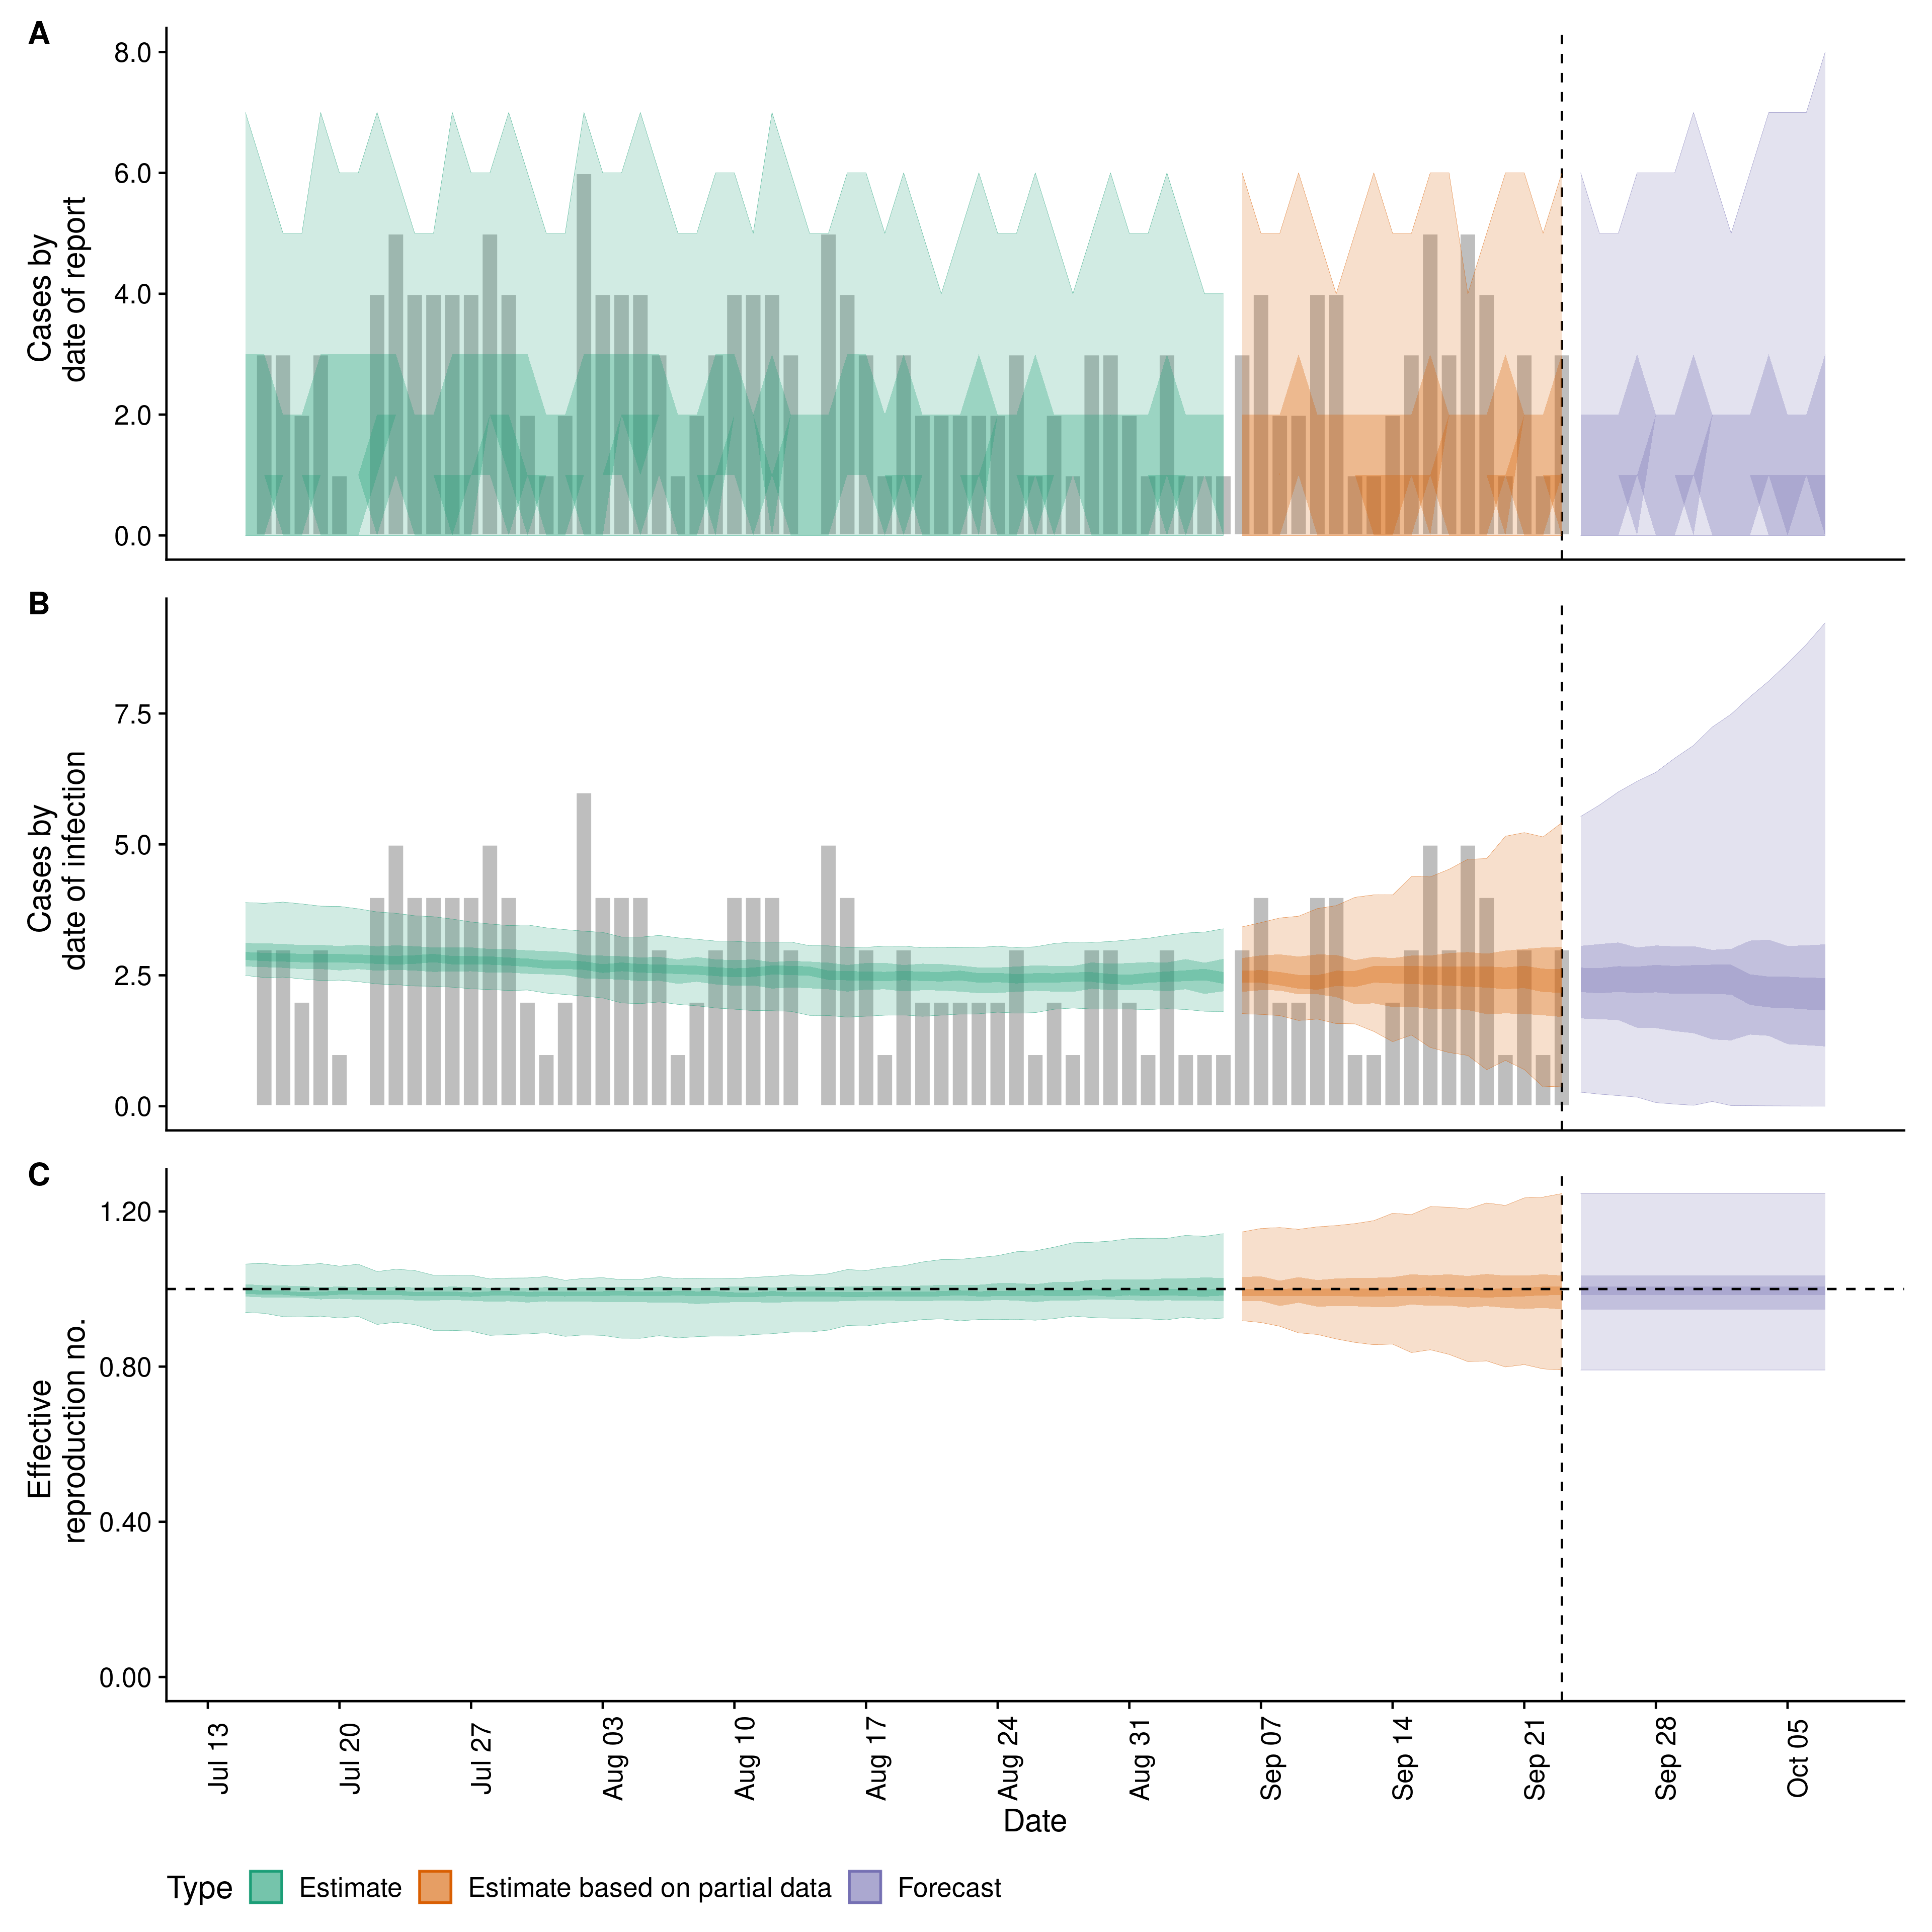 A
8.0
6.0
4.0
2.0
0.0
Cases by
date of report
B
7.5
5.0
2.5
0.0
Cases by
date of infection
C
1.20
0.80
0.40
0.00
Effective
reproduction no.
Jul 13
Jul 20
Jul 27
Aug 03
Aug 10
Aug 17
Aug 24
Aug 31
Sep 07
Sep 14
Sep 21
Sep 28
Oct 05
Date
Type Estimate Estimate based on partial data Forecast